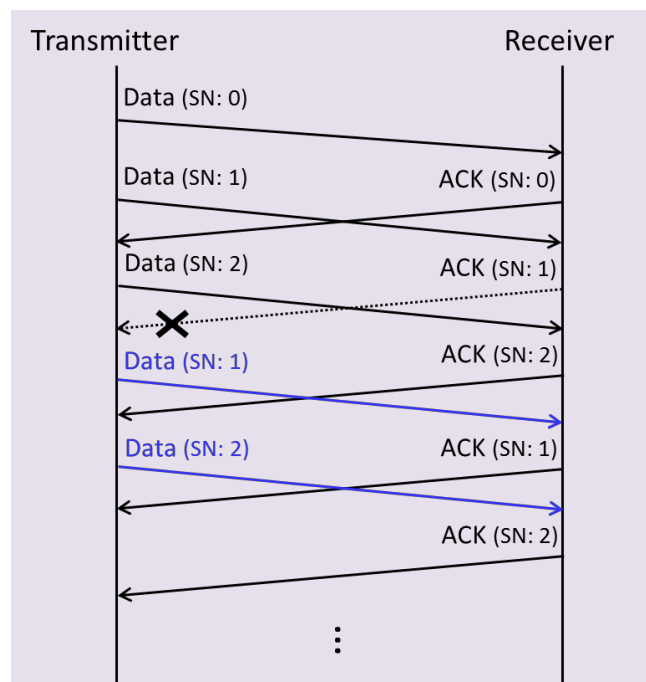 Transmitter Receiver
Data (SN: 0)
Data (SN: 1) ACK (SN: 0)
Data (SN: 2) ACK (SN: 1)
Data (SN: 1) ACK (SN: 2)
Data (SN: 2) ACK (SN: 1)
ACK (SN: 2)